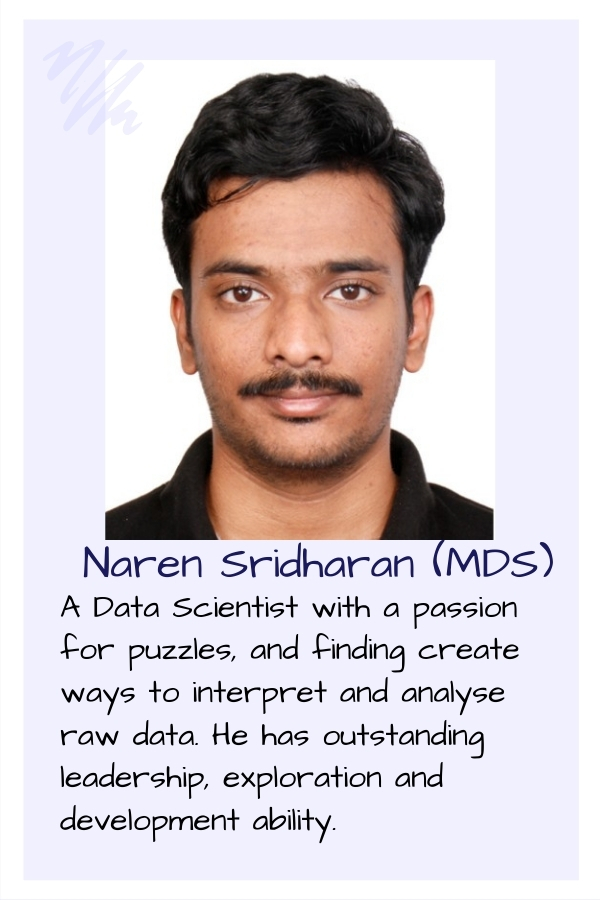 Naren Sridharan (MDS)
A Data Scientist with a passion
for puzzles, and finding create
ways to interpret and analyse
raw data. He has outstanding
leadership, exploration and
development ability.